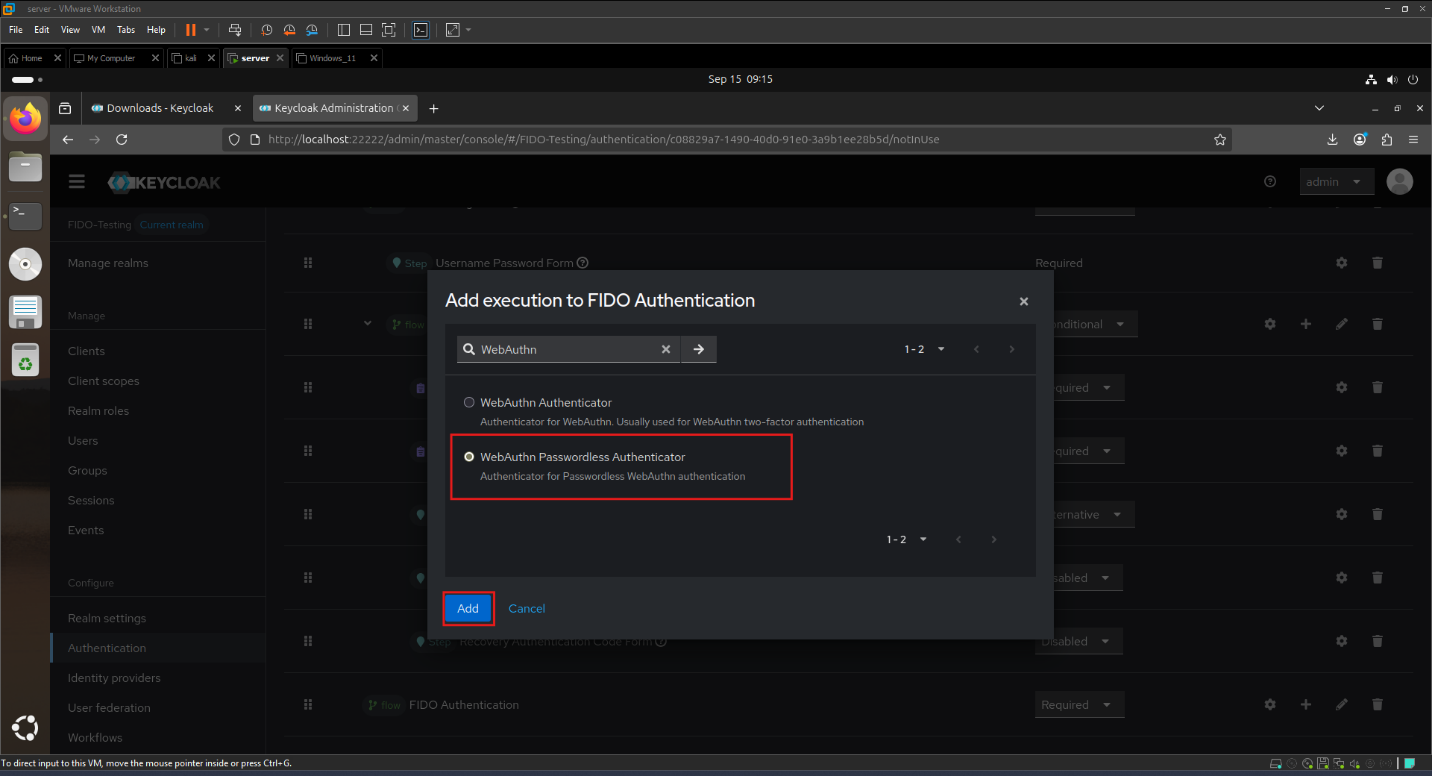 server - VMware Workstation
File Edit View VM Tabs Help
Home My Computer kali server Windows_11
Sep 15 09:15
Downloads - Keycloak Keycloak Administration
http://localhost:22222/admin/master/console/#/FIDO-Testing/authentication/c08829a7-1490-40d0-91e0-3a9b1ee28b5d/notInUse
KEYCLOAK admin
FIDO-Testing Current realm
Manage realms
Manage
Clients
Client scopes
Realm roles
Users
Groups
Sessions
Events
Configure
Realm settings
Authentication
Identity providers
User federation
Workflows
Step Username Password Form Required
flow
Add execution to FIDO Authentication
WebAuthn 1 - 2
WebAuthn Authenticator
Authenticator for WebAuthn. Usually used for WebAuthn two-factor authentication
WebAuthn Passwordless Authenticator
Authenticator for Passwordless WebAuthn authentication
1 - 2
Add Cancel
Step Recovery Authentication Code Form Disabled
flow FIDO Authentication Required
To direct input to this VM, move the mouse pointer inside or press Ctrl+G.